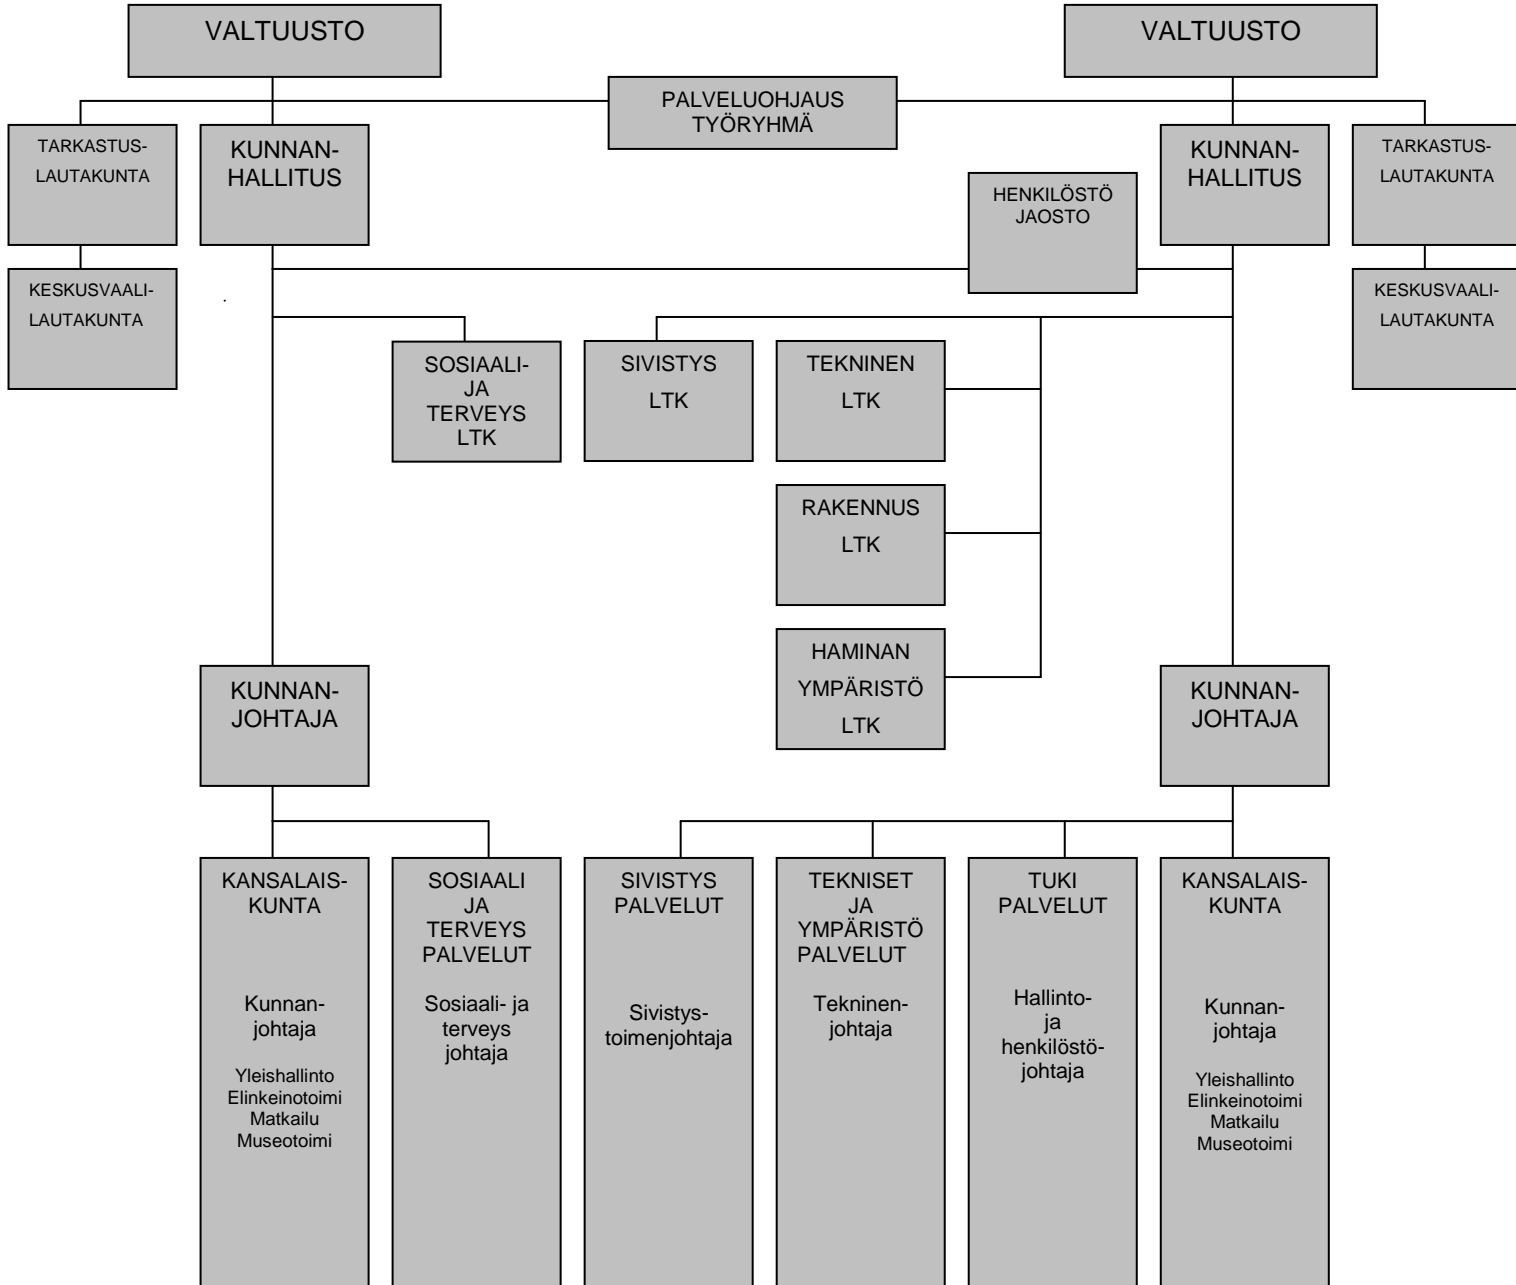 VALTUUSTO
VALTUUSTO
PALVELUOHJAUS
TYÖRYHMÄ
TARKASTUS-
LAUTAKUNTA
KUNNAN-
HALLITUS
KUNNAN-
HALLITUS
TARKASTUS-
LAUTAKUNTA
HENKILÖSTÖ
JAOSTO
KESKUSVAALI-
LAUTAKUNTA
.
KESKUSVAALI-
LAUTAKUNTA
SOSIAALI-
JA
TERVEYS
LTK
SIVISTYS
LTK
TEKNINEN
LTK
RAKENNUS
LTK
HAMINAN
YMPÄRISTÖ
LTK
KUNNAN-
JOHTAJA
KUNNAN-
JOHTAJA
KANSALAIS-
KUNTA
Kunnan-
johtaja
Yleishallinto
Elinkeinotoimi
Matkailu
Museotoimi
SOSIAALI
JA
TERVEYS
PALVELUT
Sosiaali- ja
terveys
johtaja
SIVISTYS
PALVELUT
Sivistys-
toimenjohtaja
TEKNISET
JA
YMPÄRISTÖ
PALVELUT
Tekninen-
johtaja
TUKI
PALVELUT
Hallinto-
ja
henkilöstö-
johtaja
KANSALAIS-
KUNTA
Kunnan-
johtaja
Yleishallinto
Elinkeinotoimi
Matkailu
Museotoimi